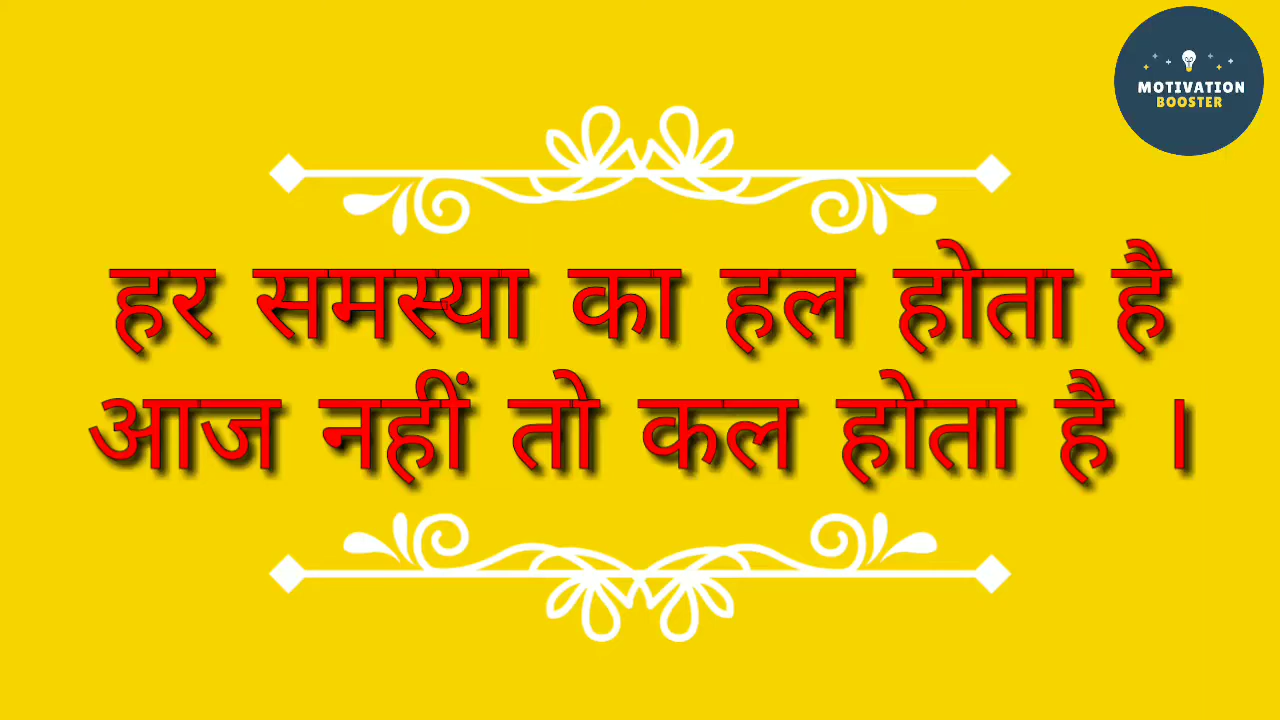 MOTIVATION
BOOSTER
हर समस्या का हल होता है
आज नहीं तो कल होता है ।